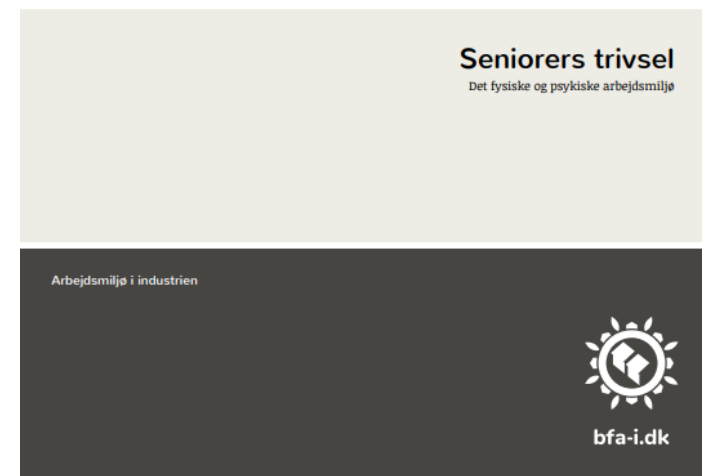 Seniorers trivsel
Det fysiske og psykiske arbejdsmiljø
Arbejdsmiljø i industrien
bfa-i.dk